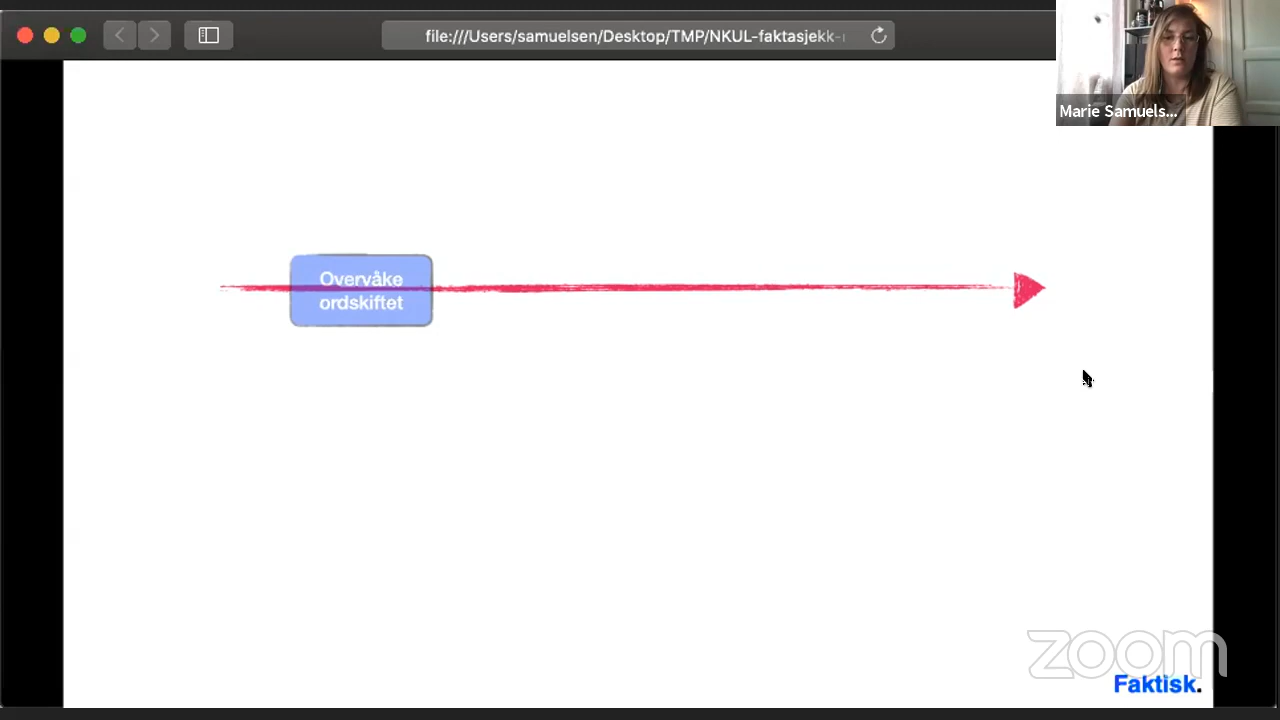 file:///Users/samuelsen/Desktop/TMP/NKUL-faktasjekk-
Marie Samuels...
Overvåke
ordskiftet
zoom
Faktisk.